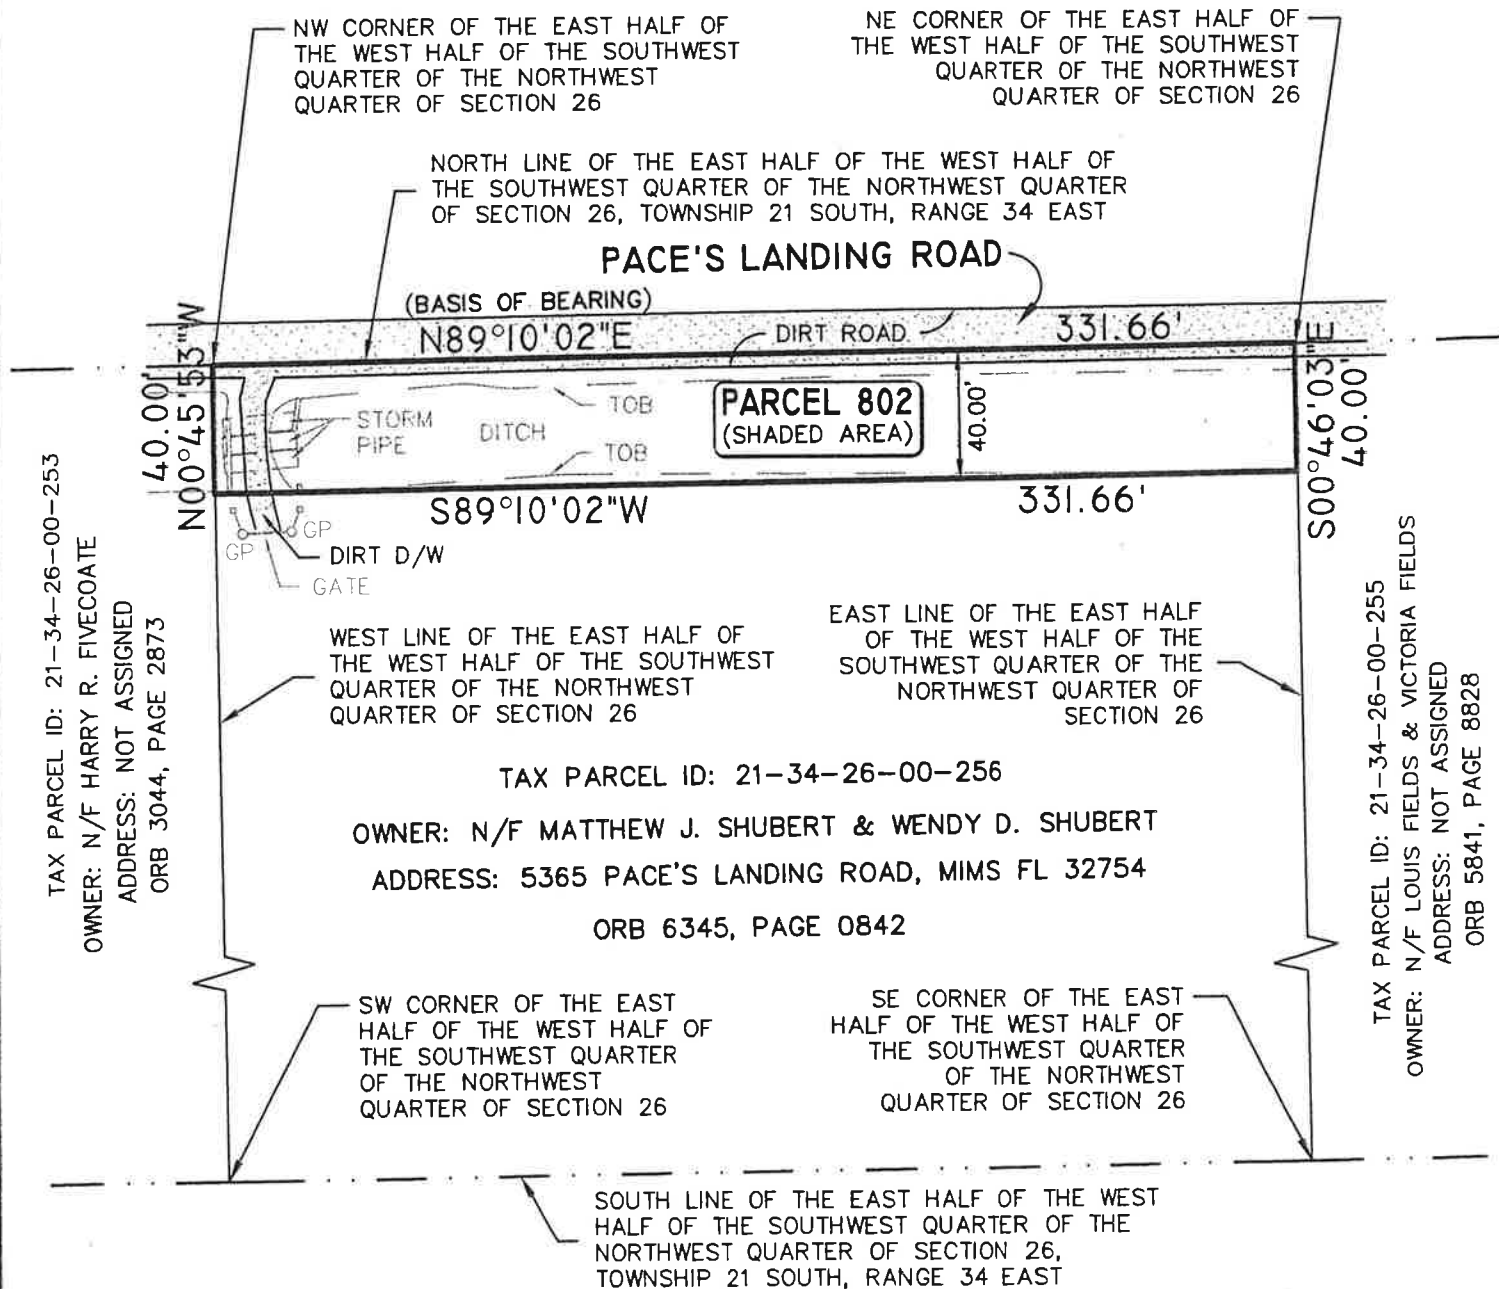 NW CORNER OF THE EAST HALF OF
THE WEST HALF OF THE SOUTHWEST
QUARTER OF THE NORTHWEST
QUARTER OF SECTION 26
NE CORNER OF THE EAST HALF OF
THE WEST HALF OF THE SOUTHWEST
QUARTER OF THE NORTHWEST
QUARTER OF SECTION 26
NORTH LINE OF THE EAST HALF OF THE WEST HALF OF
THE SOUTHWEST QUARTER OF THE NORTHWEST QUARTER
OF SECTION 26, TOWNSHIP 21 SOUTH, RANGE 34 EAST
PACE'S LANDING ROAD
(BASIS OF BEARING)
N89°10'02"E
DIRT ROAD
331.66'
40.00'
N00°45'53"W
STORM
PIPE
DITCH
TOB
TOB
PARCEL 802
(SHADED AREA)
40.00'
S00°46'03"E
40.00'
S89°10'02"W
331.66'
GP
GP
DIRT D/W
GATE
TAX PARCEL ID: 21-34-26-00-253
OWNER: N/F HARRY R. FIVECOATE
ADDRESS: NOT ASSIGNED
ORB 3044, PAGE 2873
WEST LINE OF THE EAST HALF OF
THE WEST HALF OF THE SOUTHWEST
QUARTER OF THE NORTHWEST
QUARTER OF SECTION 26
EAST LINE OF THE EAST HALF
OF THE WEST HALF OF THE
SOUTHWEST QUARTER OF THE
NORTHWEST QUARTER OF
SECTION 26
TAX PARCEL ID: 21-34-26-00-255
OWNER: N/F LOUIS FIELDS & VICTORIA FIELDS
ADDRESS: NOT ASSIGNED
ORB 5841, PAGE 8828
TAX PARCEL ID: 21-34-26-00-256
OWNER: N/F MATTHEW J. SHUBERT & WENDY D. SHUBERT
ADDRESS: 5365 PACE'S LANDING ROAD, MIMS FL 32754
ORB 6345, PAGE 0842
SW CORNER OF THE EAST
HALF OF THE WEST HALF OF
THE SOUTHWEST QUARTER
OF THE NORTHWEST
QUARTER OF SECTION 26
SE CORNER OF THE EAST
HALF OF THE WEST HALF OF
THE SOUTHWEST QUARTER
OF THE NORTHWEST
QUARTER OF SECTION 26
SOUTH LINE OF THE EAST HALF OF THE WEST
HALF OF THE SOUTHWEST QUARTER OF THE
NORTHWEST QUARTER OF SECTION 26,
TOWNSHIP 21 SOUTH, RANGE 34 EAST